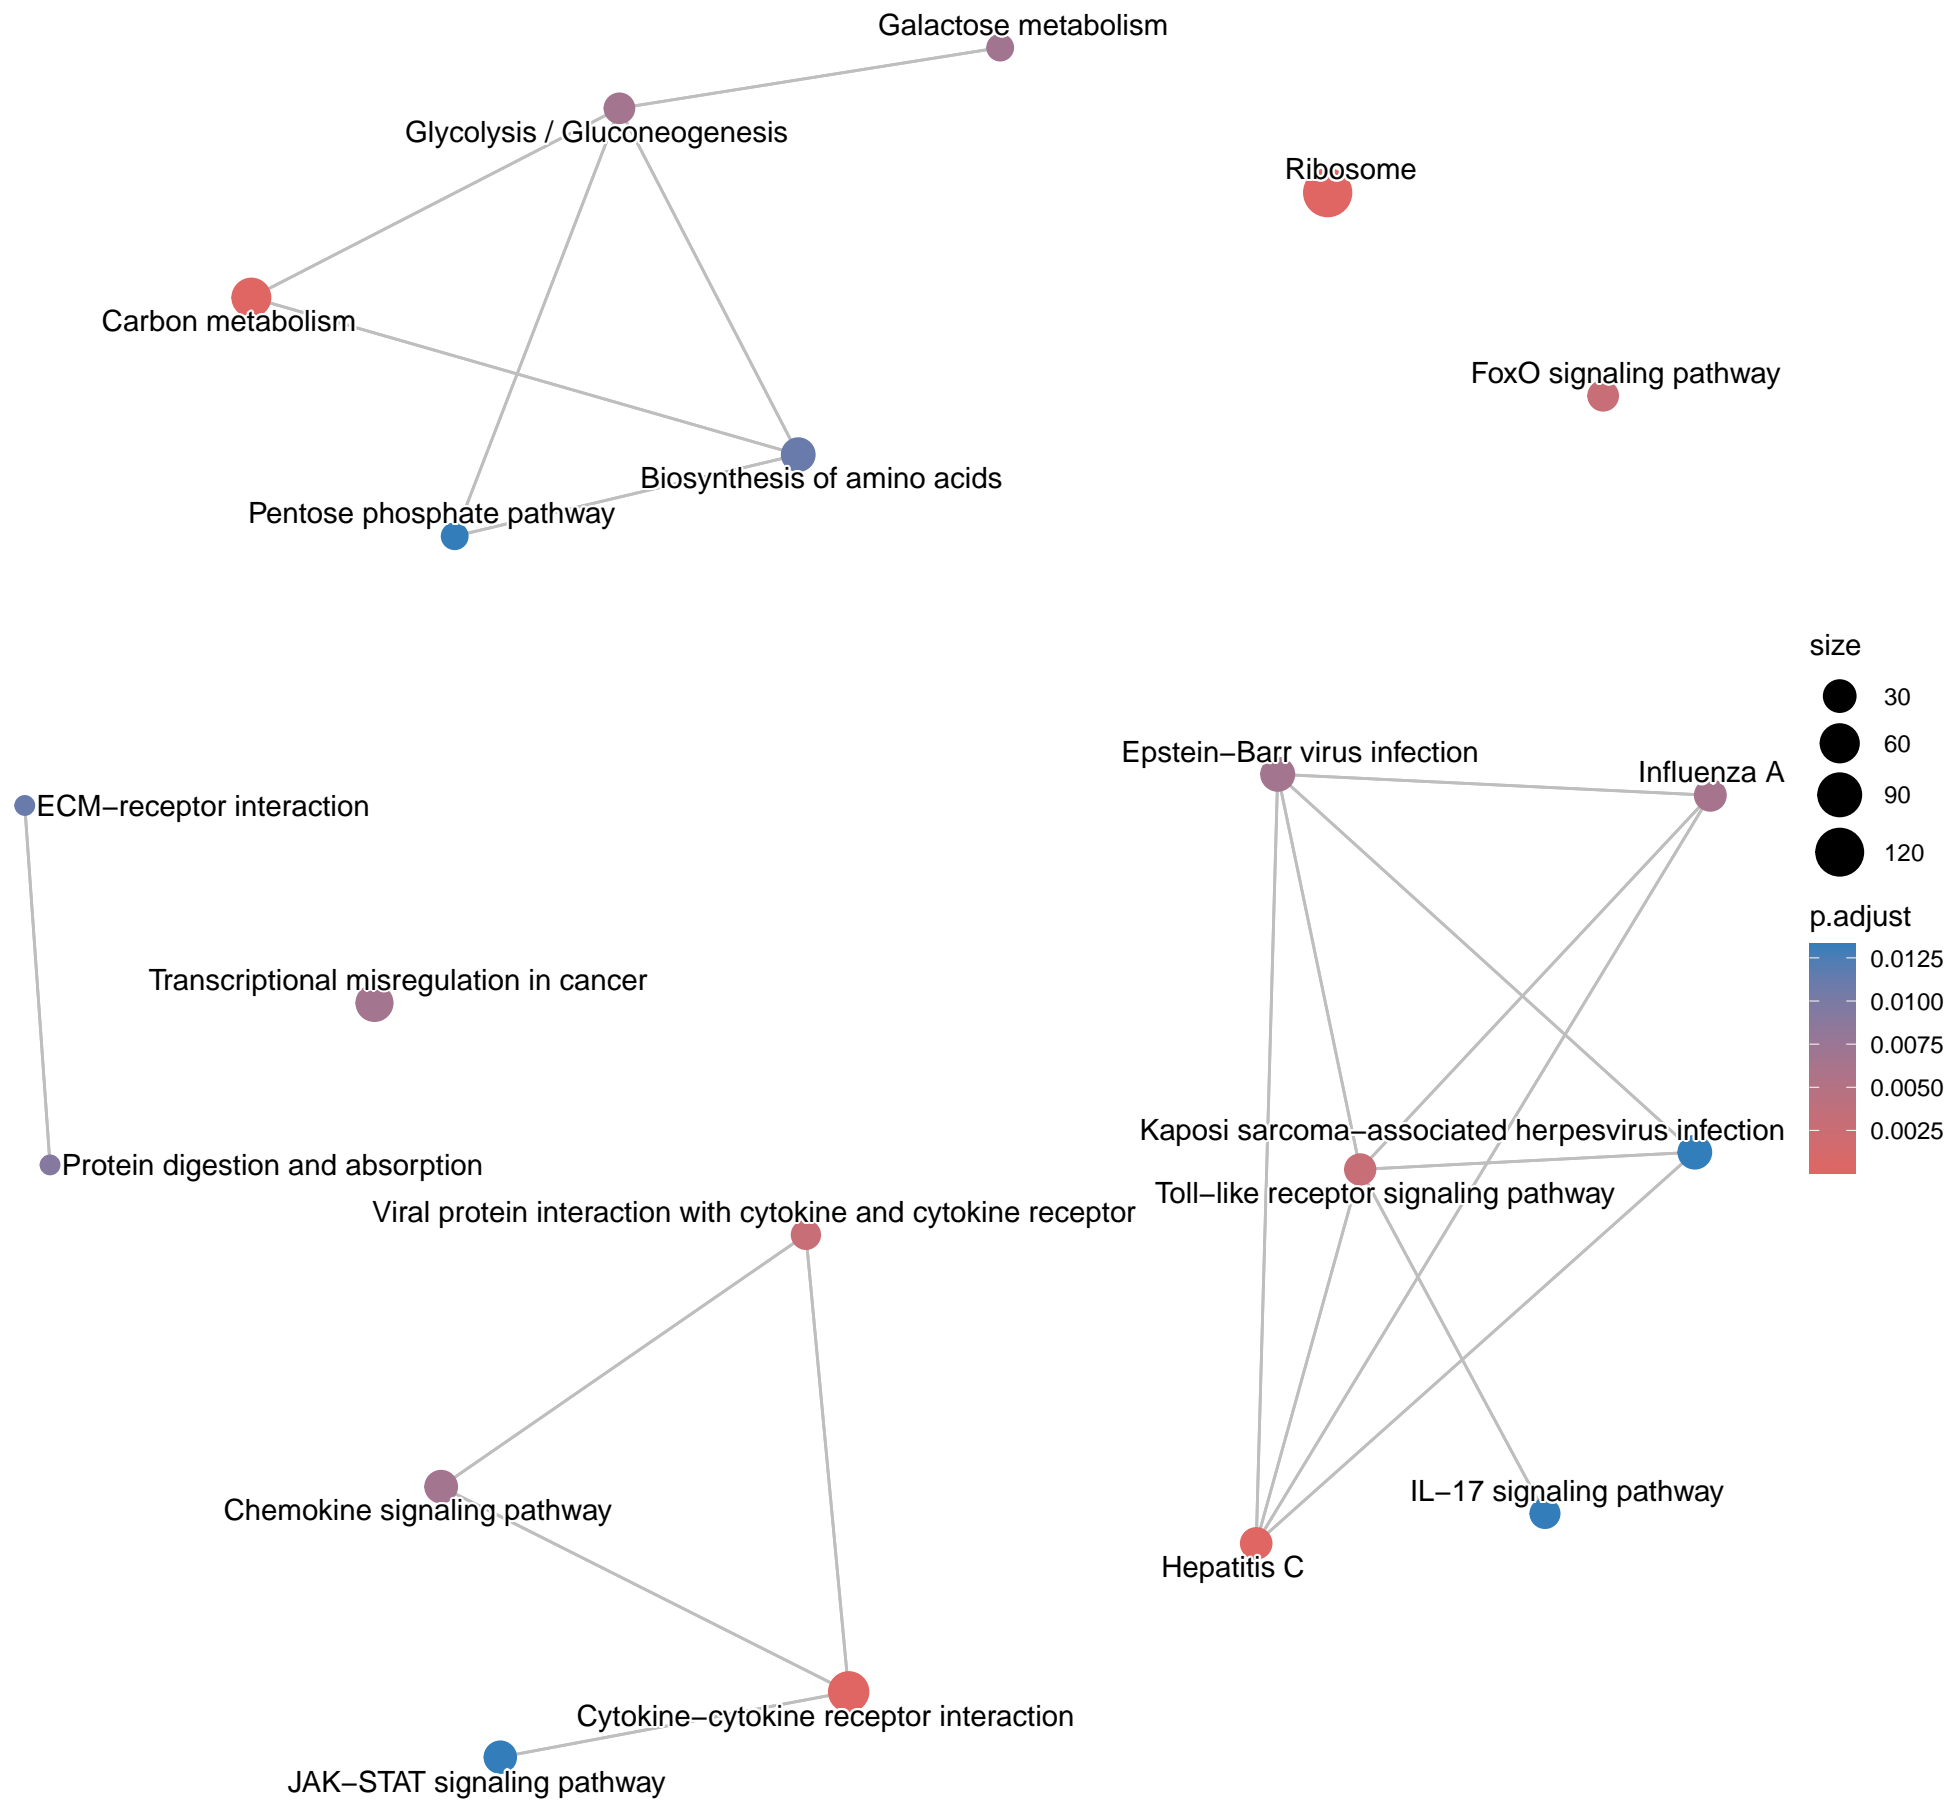 Galactose metabolism
Glycolysis / Gluconeogenesis
Ribosome
Carbon metabolism
FoxO signaling pathway
Biosynthesis of amino acids
Pentose phosphate pathway
size
30
60
90
120
Epstein−Barr virus infection
Influenza A
ECM−receptor interaction
p.adjust
0.0125
0.0100
0.0075
0.0050
0.0025
Transcriptional misregulation in cancer
Kaposi sarcoma−associated herpesvirus infection
Protein digestion and absorption
Toll−like receptor signaling pathway
Viral protein interaction with cytokine and cytokine receptor
IL−17 signaling pathway
Chemokine signaling pathway
Hepatitis C
Cytokine−cytokine receptor interaction
JAK−STAT signaling pathway